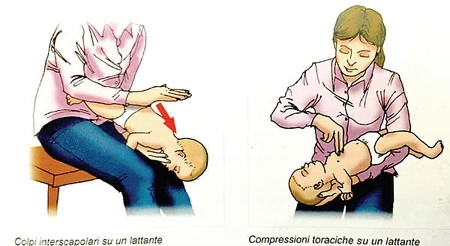 Colpi interscapolari su un lattante
Compressioni toraciche su un lattante